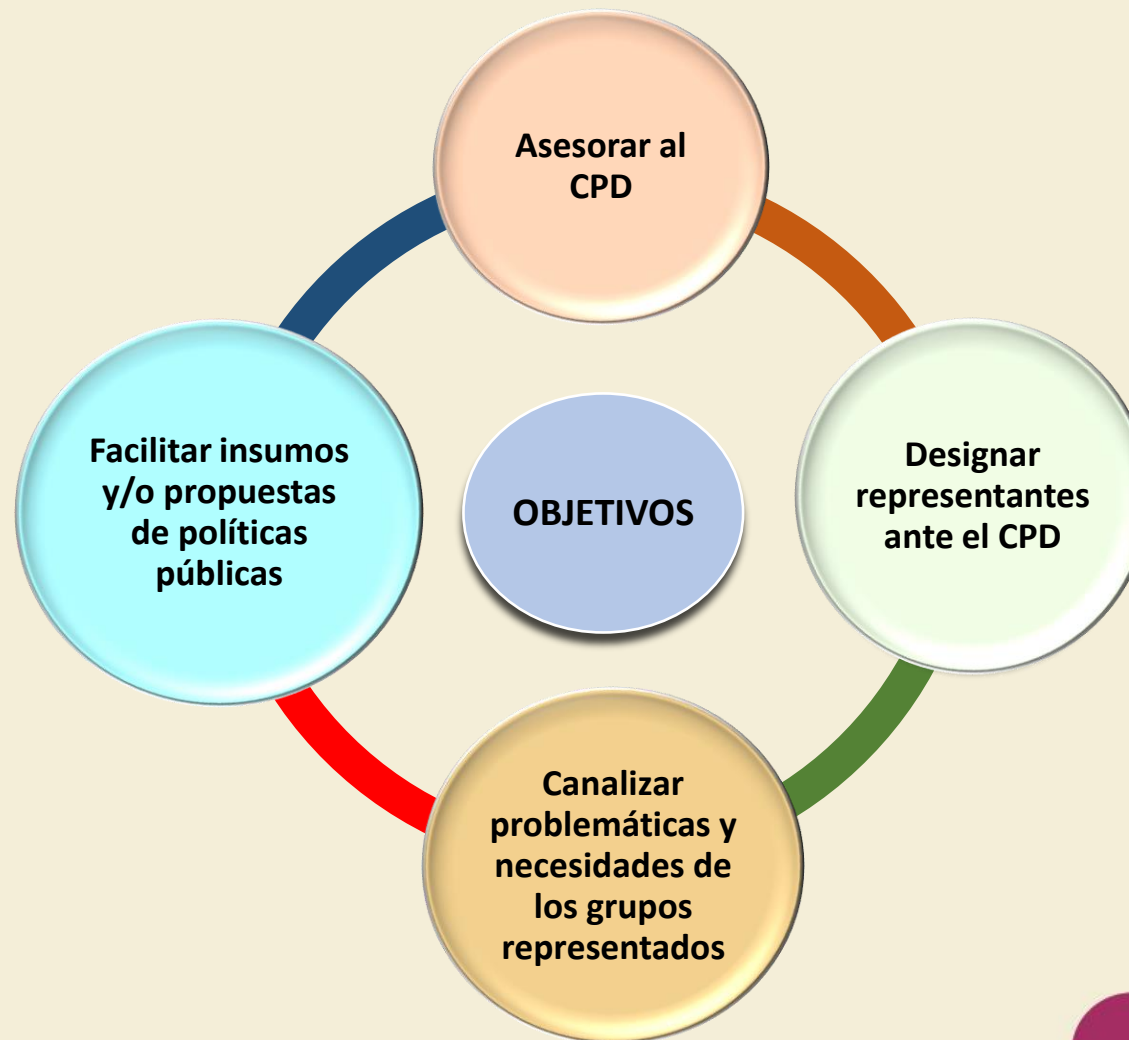 Asesorar al
CPD
Facilitar insumos
y/o propuestas
de políticas
públicas
OBJETIVOS
Designar
representantes
ante el CPD
Canalizar
problemáticas y
necesidades de
los grupos
representados